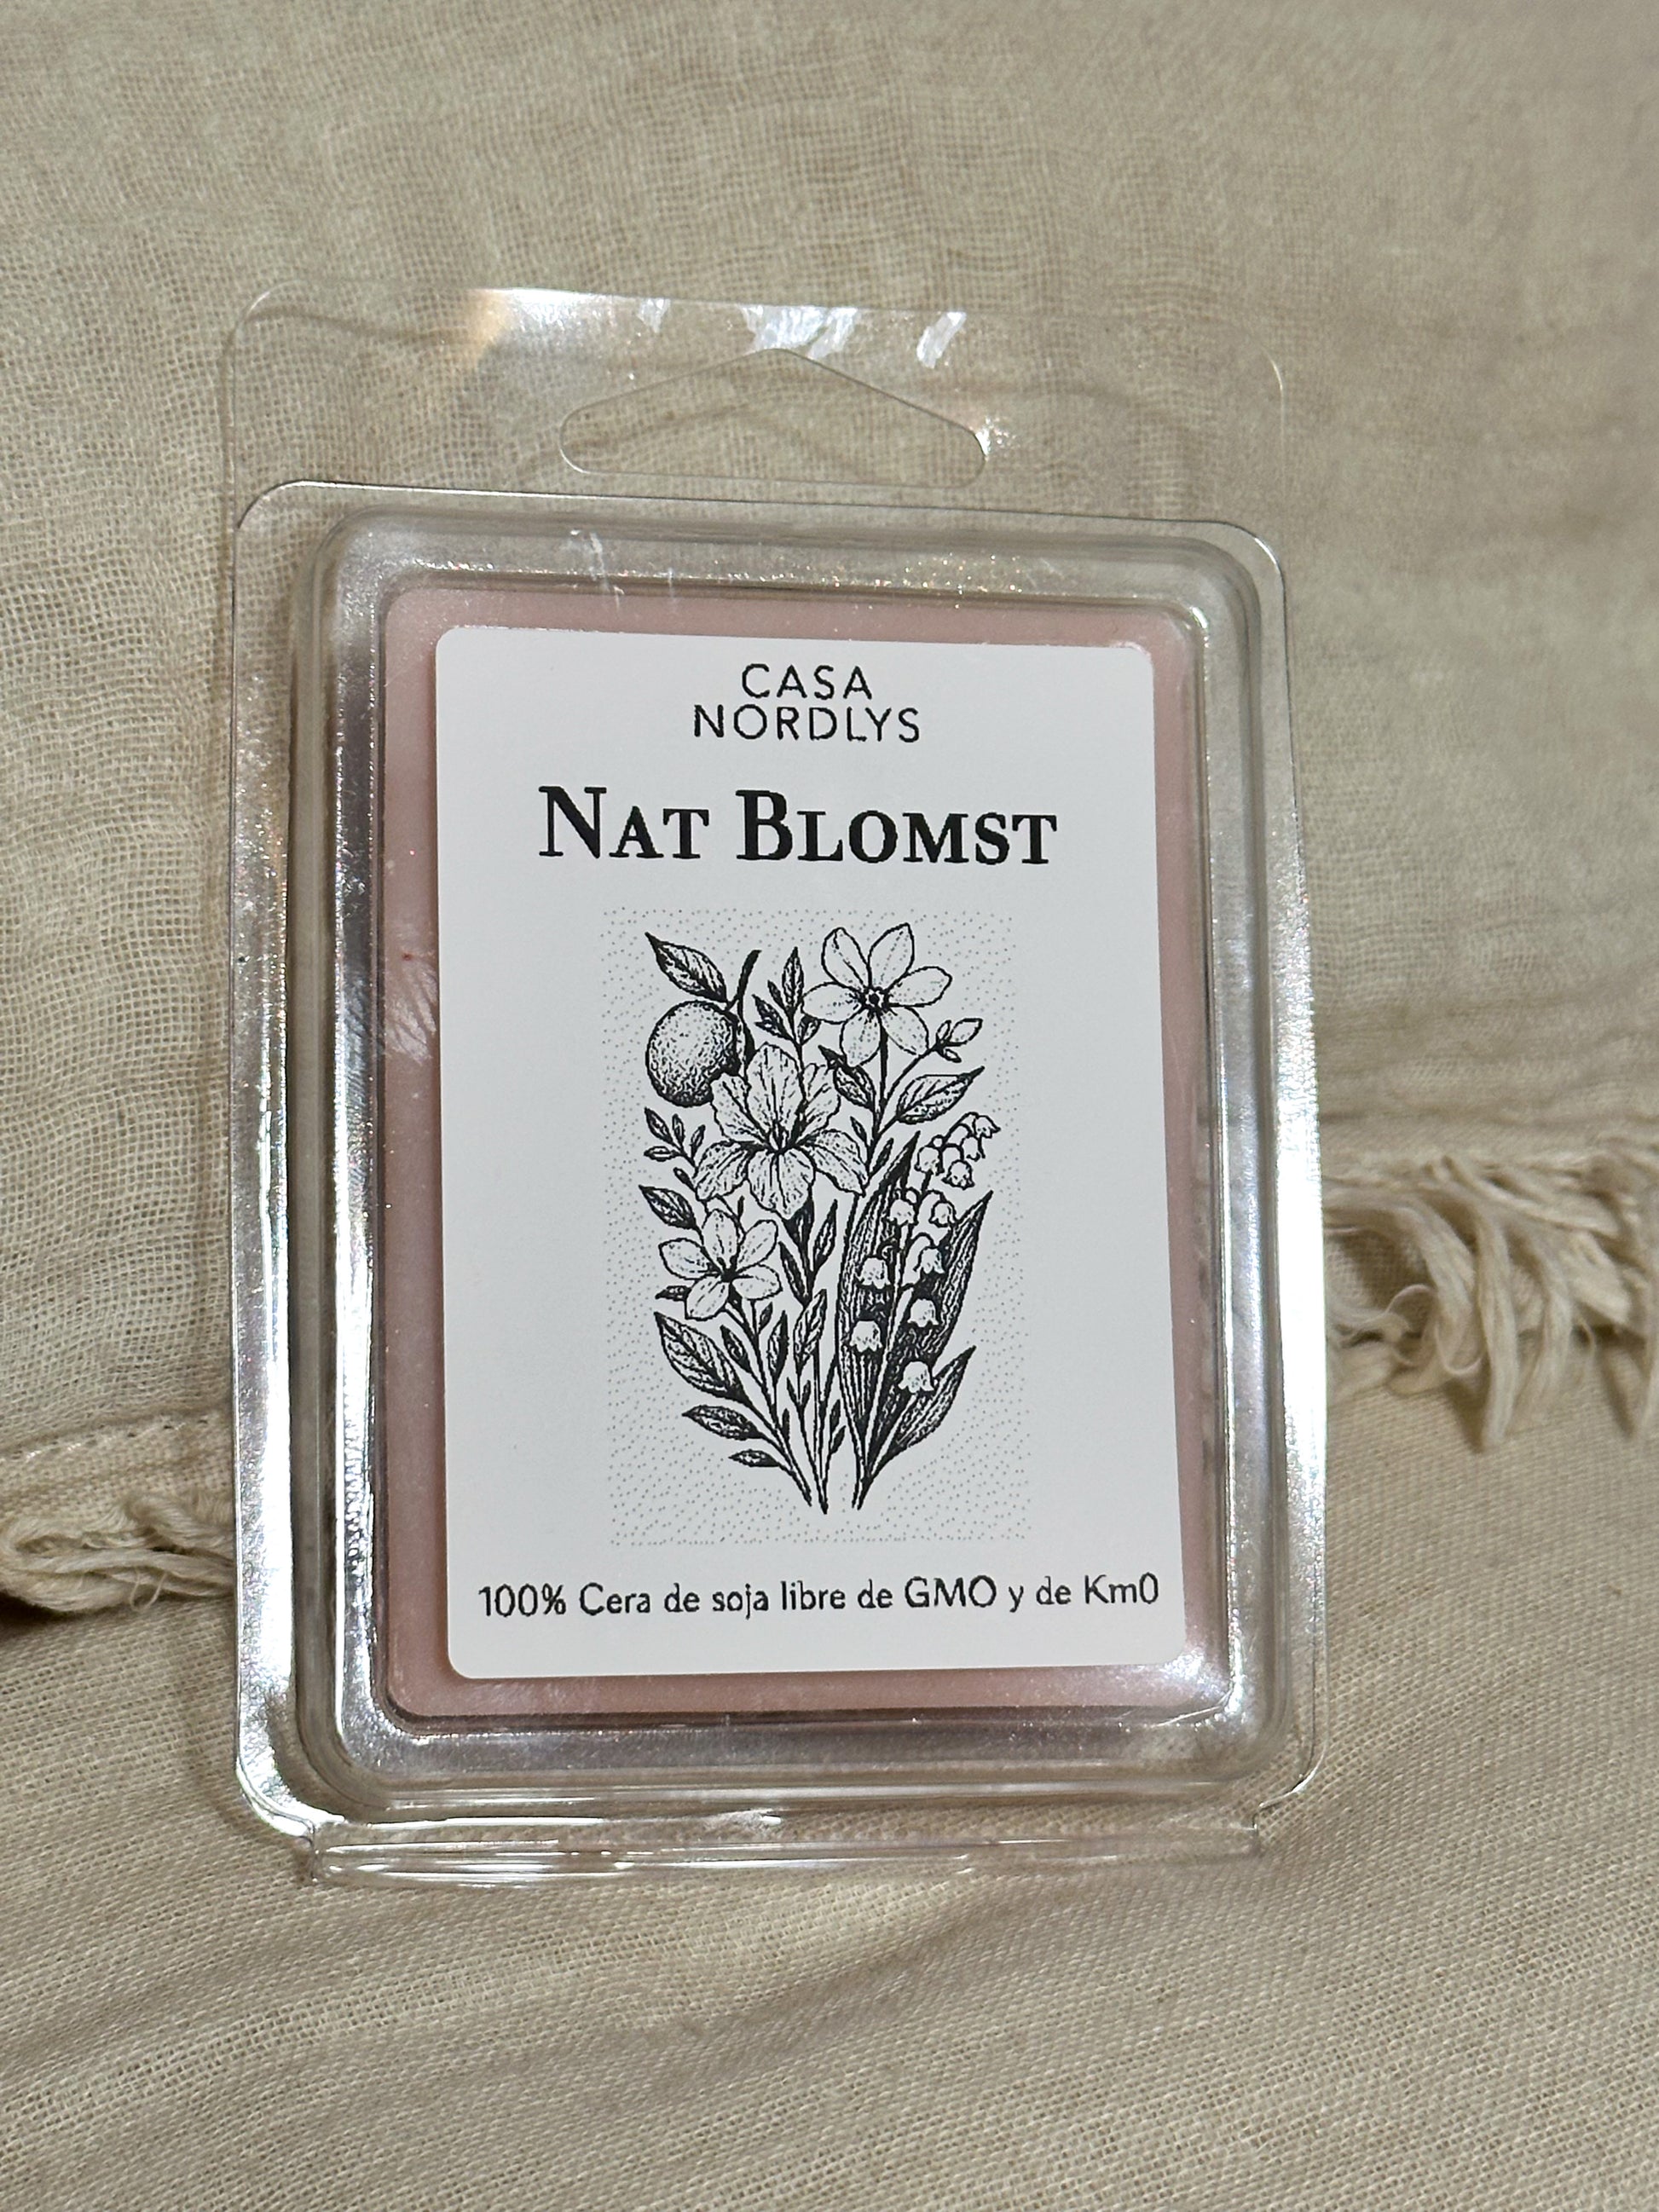 CASA
NORDLYS
NAT BLOMST
100% Cera de soja libre de GMO y de Km0